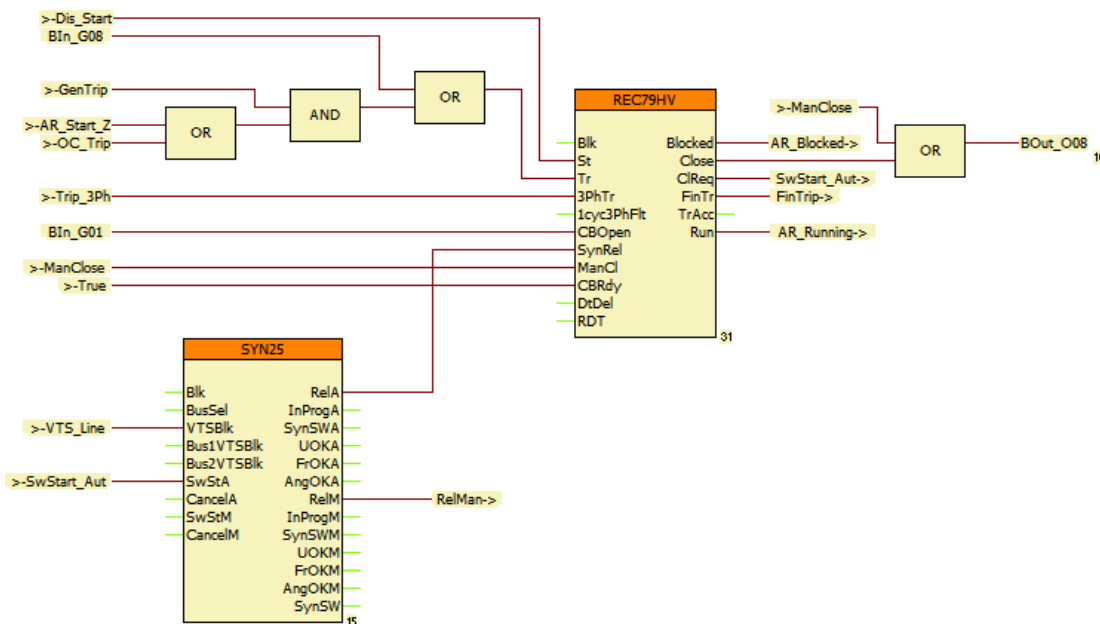 >-Dis_Start
BIn_G08
>-GenTrip
>-AR_Start_Z
>-OC_Trip
OR
AND
OR
>-Trip_3Ph
BIn_G01
>-ManClose
>-True
REC79HV
Blk
St
Tr
3PhTr
1cyc3PhFlt
CBOpen
SynRel
ManCl
CBRdy
DtDel
RDT
Blocked
Close
ClReq
FinTr
TrAcc
Run
31
>-ManClose
AR_Blocked->
SwStart_Aut->
FinTrip->
AR_Running->
OR
BOut_O08
>-VTS_Line
>-SwStart_Aut
SYN25
Blk
BusSel
VTSBlk
Bus1VTSBlk
Bus2VTSBlk
SwStA
CancelA
SwStM
CancelM
RelA
InProgA
SynSWA
UOKA
FrOKA
AngOKA
RelM
InProgM
SynSWM
UOKM
FrOKM
AngOKM
SynSW
15
RelMan->